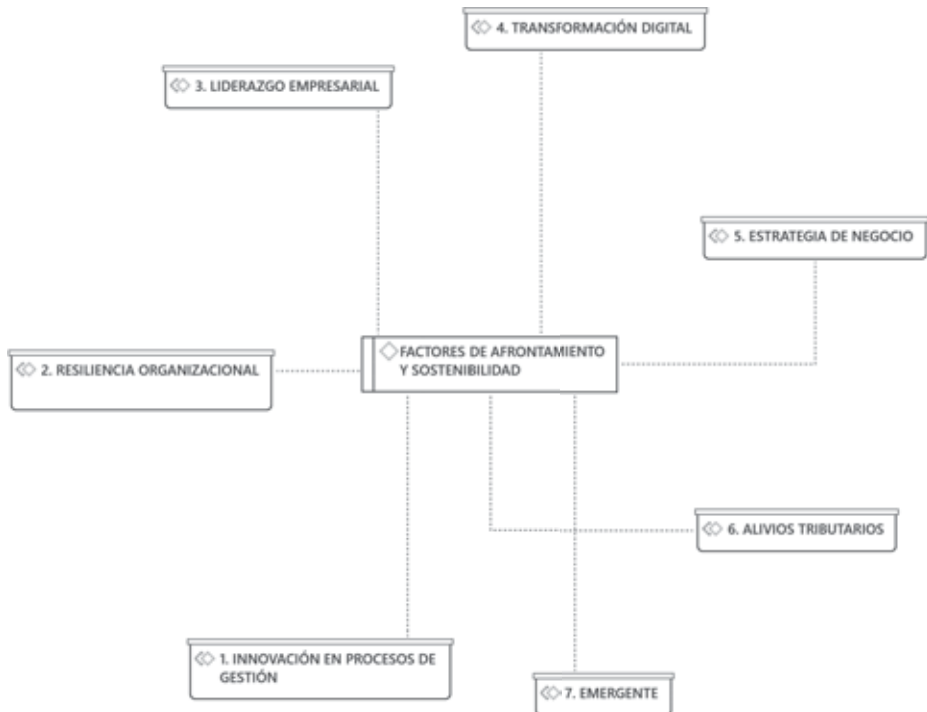 4. TRANSFORMACIÓN DIGITAL
3. LIDERAZGO EMPRESARIAL
5. ESTRATEGIA DE NEGOCIO
FACTORES DE AFRONTAMIENTO
Y SOSTENIBILIDAD
2. RESILIENCIA ORGANIZACIONAL
6. ALIVIOS TRIBUTARIOS
1. INNOVACIÓN EN PROCESOS DE
GESTIÓN
7. EMERGENTE